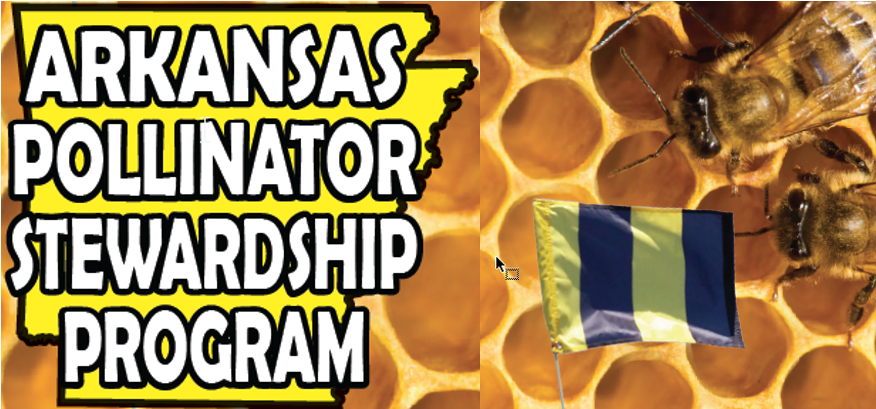 ARKANSAS
POLLINATOR
STEWARDSHIP
PROGRAM